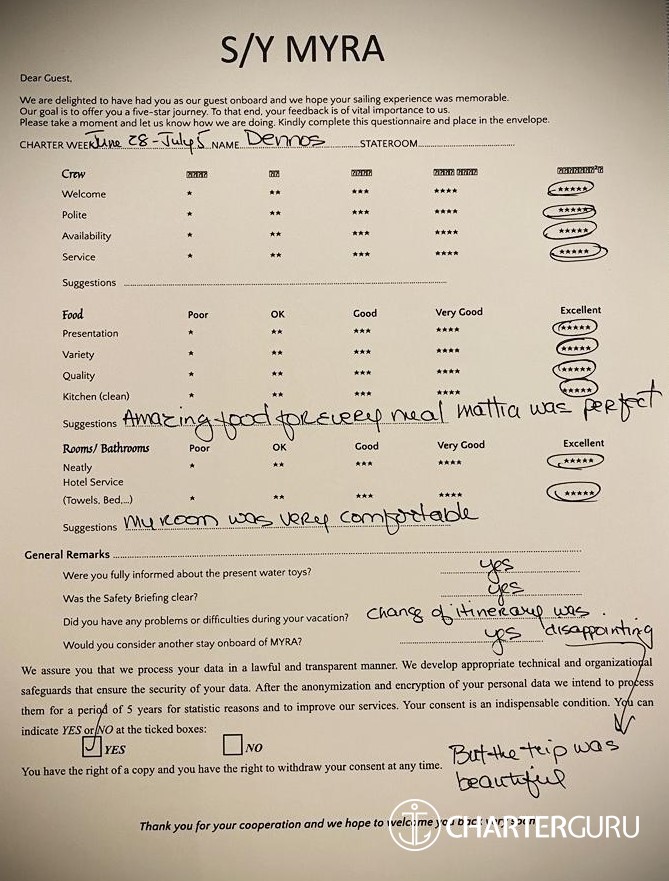 S/Y MYRA
Dear Guest,
We are delighted to have had you as our guest onboard and we hope your sailing experience was memorable.
Our goal is to offer you a five-star journey. To that end, your feedback is of vital importance to us.
Please take a moment and let us know how we are doing. Kindly complete this questionnaire and place in the envelope.
CHARTER WEEK June 28-July 5 NAME Dennos STATEROOM
Crew
Welcome * ** *** **** *****
Polite * ** *** **** *****
Availability * ** *** **** *****
Service * ** *** **** *****
Suggestions
Food Poor OK Good Very Good Excellent
Presentation * ** *** **** *****
Variety * ** *** **** *****
Quality * ** *** **** *****
Kitchen (clean) * ** *** **** *****
Suggestions Amazing food for every meal mattia was perfect
Rooms/ Bathrooms Poor OK Good Very Good Excellent
Neatly * ** *** **** *****
Hotel Service
(Towels, Bed,...) * ** *** **** *****
Suggestions my room was very comfortable
General Remarks
Were you fully informed about the present water toys? yes
Was the Safety Briefing clear? yes
Did you have any problems or difficulties during your vacation? change of itinerary was
disappointing
Would you consider another stay onboard of MYRA? yes
We assure you that we process your data in a lawful and transparent manner. We develop appropriate technical and organizational
safeguards that ensure the security of your data. After the anonymization and encryption of your personal data we intend to process
them for a period of 5 years for statistic reasons and to improve our services. Your consent is an indispensable condition. You can
indicate YES or NO at the ticked boxes:
YES NO
You have the right of a copy and you have the right to withdraw your consent at any time.
But the trip was
beautiful
Thank you for your cooperation and we hope to welcome you back very soon
CHARTERGURU